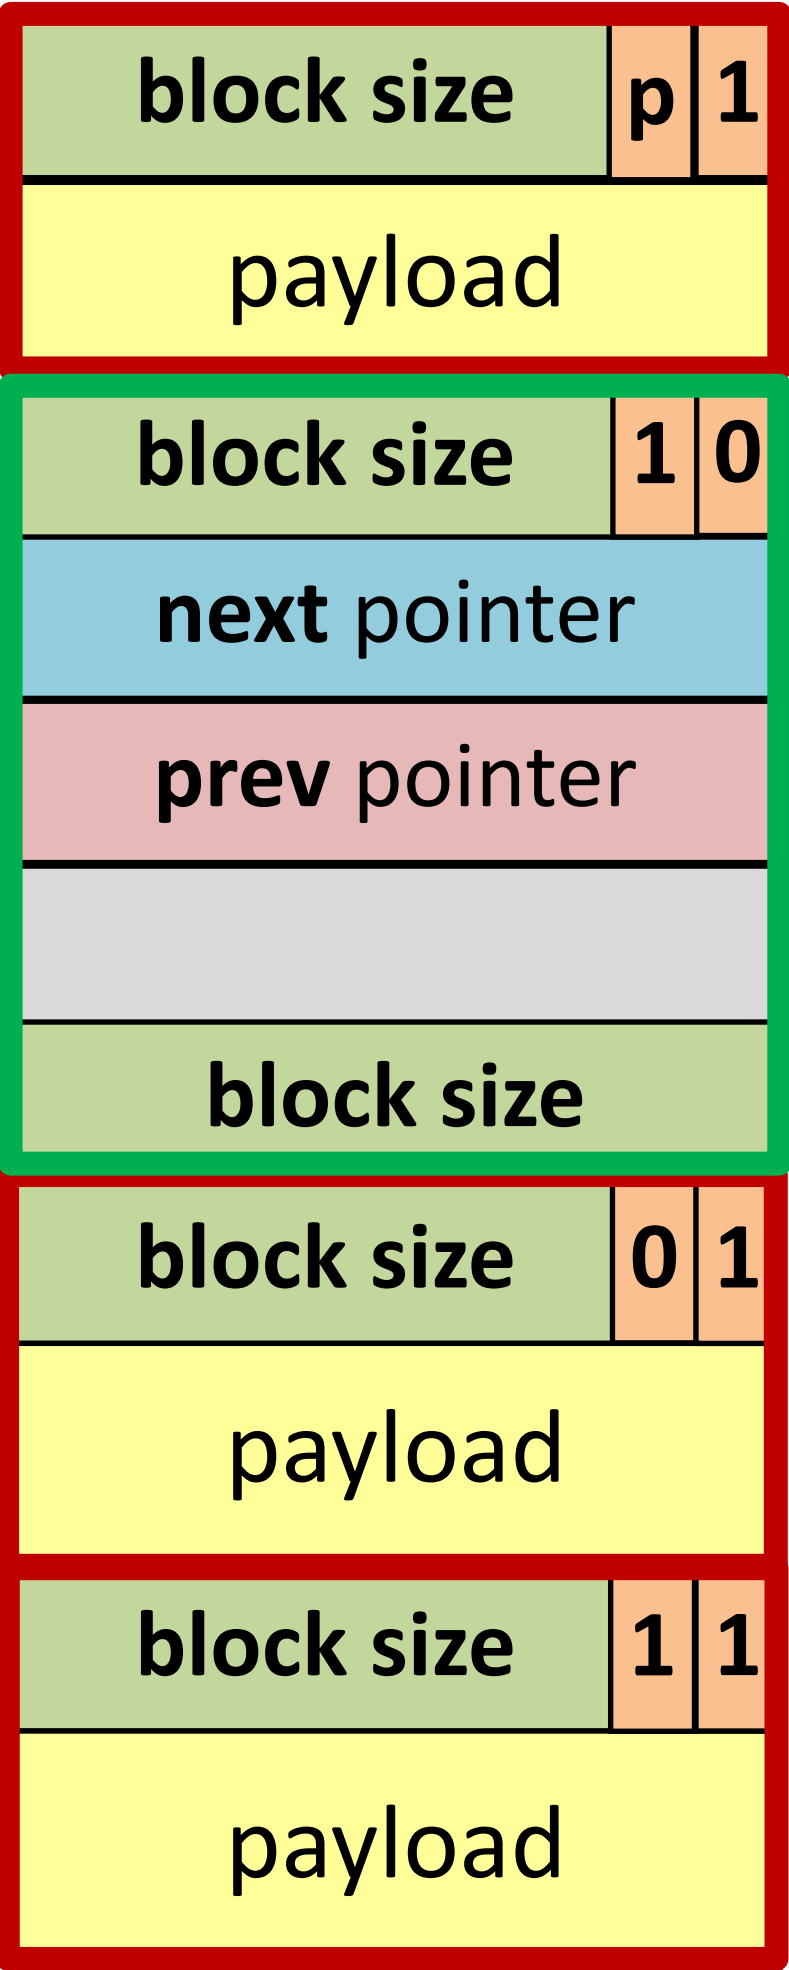 block size p 1
payload
block size 1 0
next pointer
prev pointer
block size
block size 0 1
payload
block size 1 1
payload